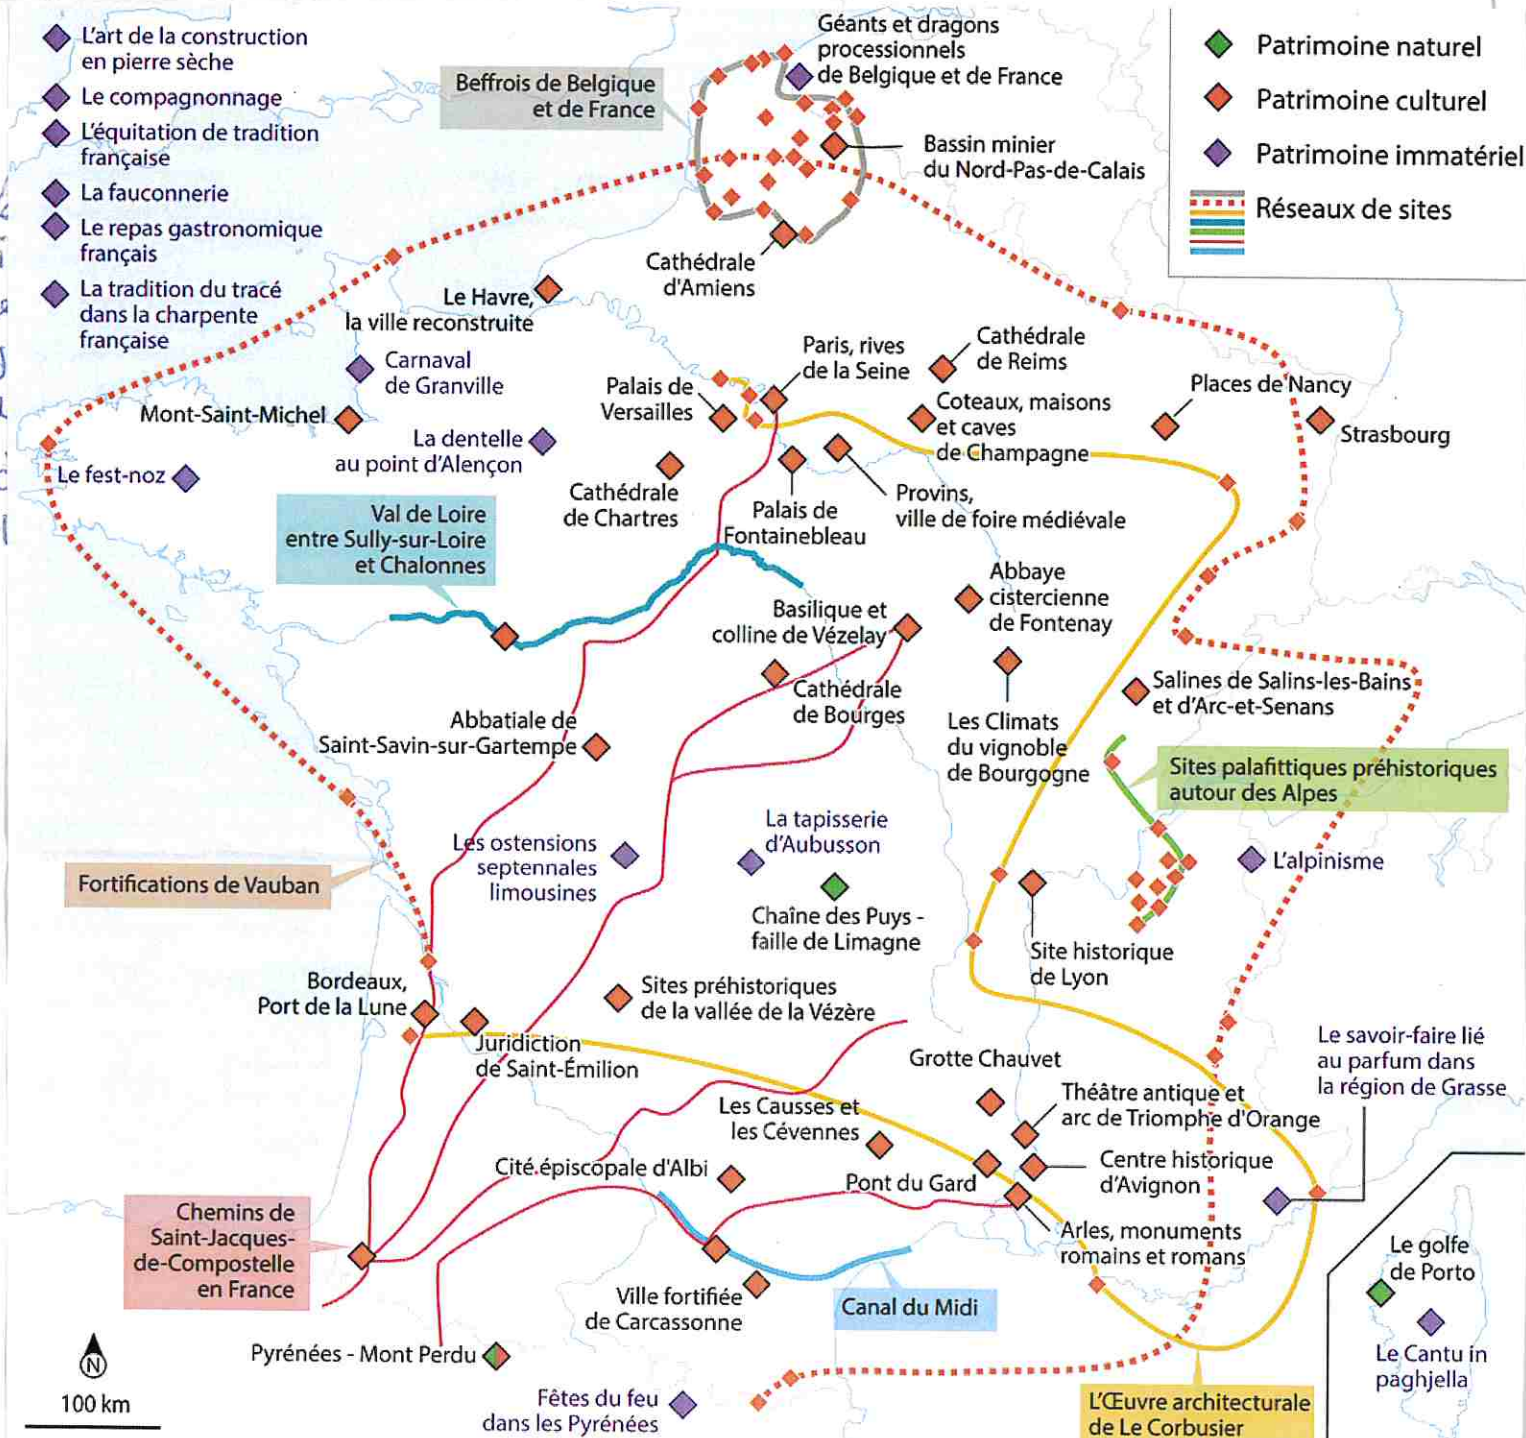 L'art de la construction
en pierre sèche
Le compagnonnage
L'équitation de tradition
française
La fauconnerie
Le repas gastronomique
français
La tradition du tracé
dans la charpente
française
Géants et dragons
processionnels
de Belgique et de France
Beffrois de Belgique
et de France
Bassin minier
du Nord-Pas-de-Calais
Patrimoine naturel
Patrimoine culturel
Patrimoine immatériel
Réseaux de sites
Cathédrale
d'Amiens
Le Havre,
la ville reconstruite
Carnaval
de Granville
Mont-Saint-Michel
La dentelle
au point d'Alençon
Le fest-noz
Palais de
Versailles
Paris, rives
de la Seine
Cathédrale
de Reims
Coteaux, maisons
et caves
de Champagne
Places de Nancy
Strasbourg
Cathédrale
de Chartres
Palais de
Fontainebleau
Provins,
ville de foire médiévale
Val de Loire
entre Sully-sur-Loire
et Chalonnes
Abbaye
cistercienne
de Fontenay
Basilique et
colline de Vézelay
Cathédrale
de Bourges
Les Climats
du vignoble
de Bourgogne
Salines de Salins-les-Bains
et d'Arc-et-Senans
Abbatiale de
Saint-Savin-sur-Gartempe
Sites palafittiques préhistoriques
autour des Alpes
Les ostensions
septennales
limousines
La tapisserie
d'Aubusson
L'alpinisme
Fortifications de Vauban
Chaîne des Puys -
faille de Limagne
Site historique
de Lyon
Bordeaux,
Port de la Lune
Sites préhistoriques
de la vallée de la Vézère
Juridiction
de Saint-Émilion
Grotte Chauvet
Le savoir-faire lié
au parfum dans
la région de Grasse
Les Causses et
les Cévennes
Théâtre antique et
arc de Triomphe d'Orange
Cité épiscopale d'Albi
Pont du Gard
Centre historique
d'Avignon
Arles, monuments
romains et romans
Chemins de
Saint-Jacques-
de-Compostelle
en France
Ville fortifiée
de Carcassonne
Canal du Midi
Le golfe
de Porto
Le Cantu in
paghjella
Pyrénées - Mont Perdu
Fêtes du feu
dans les Pyrénées
L'Œuvre architecturale
de Le Corbusier
N
100 km